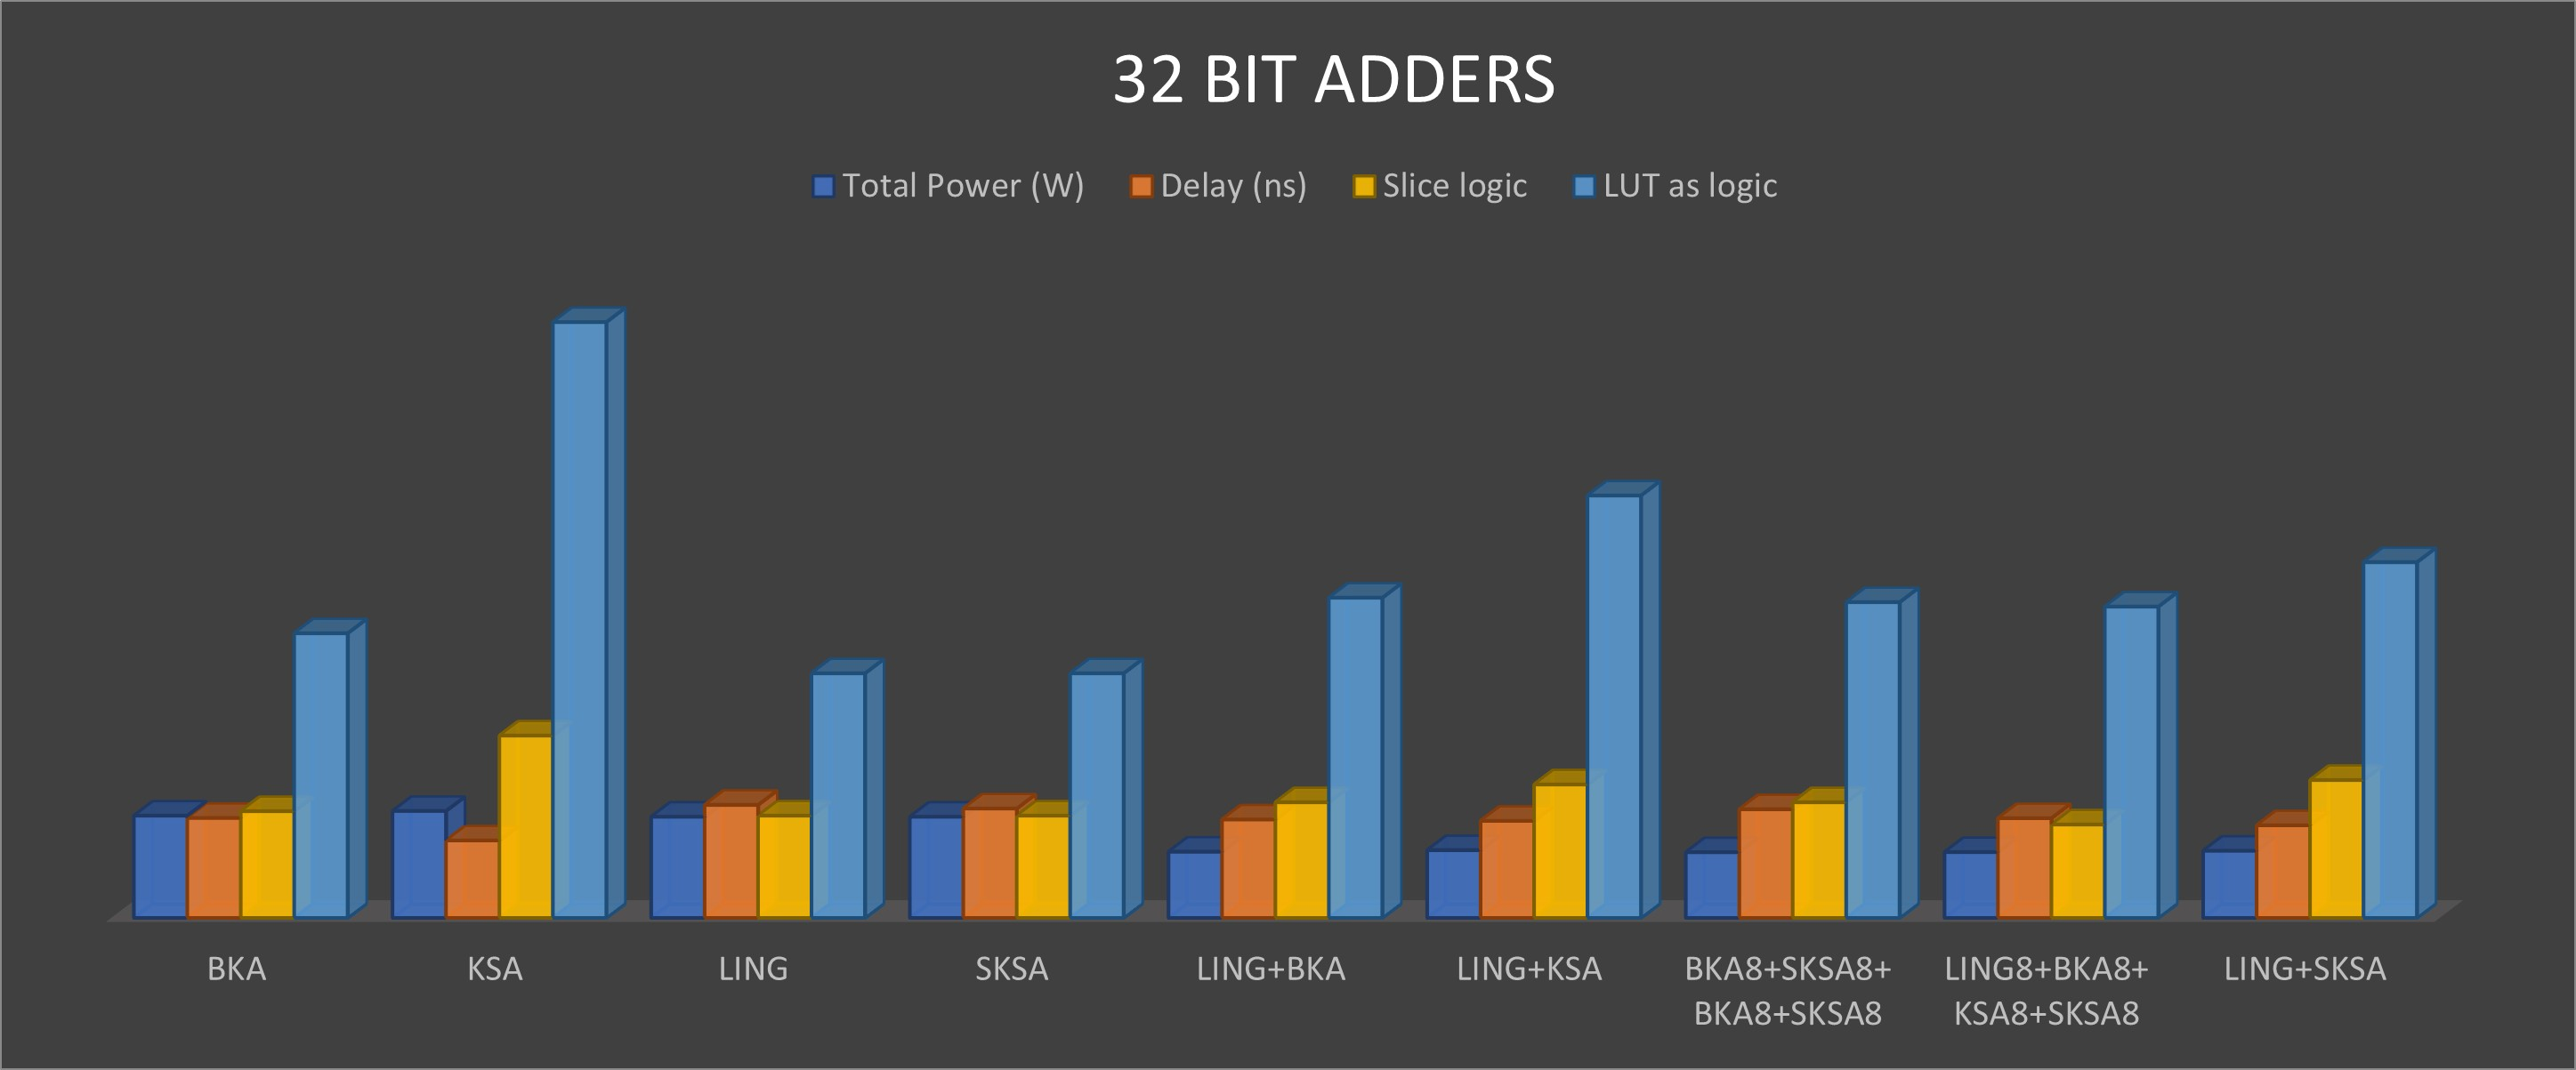 32 BIT ADDERS
Total Power (W) Delay (ns) Slice logic LUT as logic
BKA KSA LING SKSA LING+BKA LING+KSA BKA8+SKSA8+ LING8+BKA8+ LING+SKSA
BKA8+SKSA8 KSA8+SKSA8